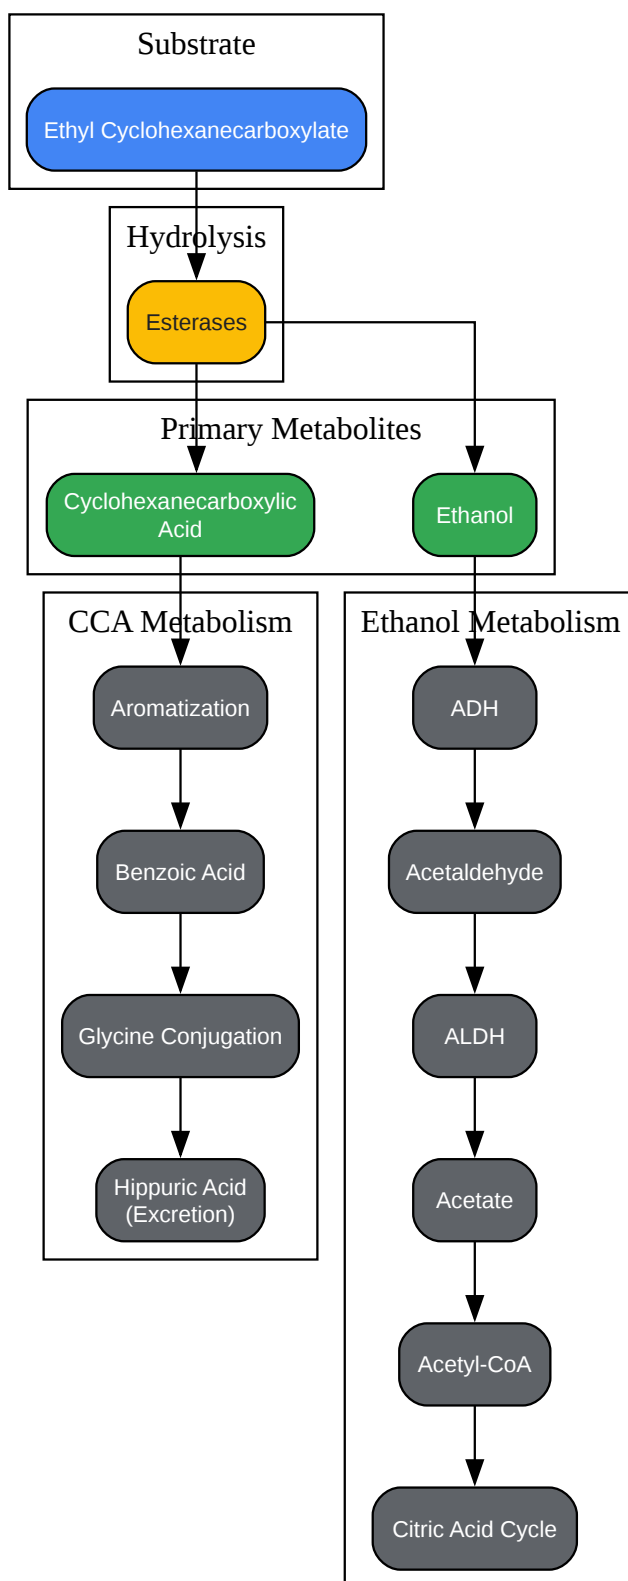 Substrate
Ethyl Cyclohexanecarboxylate
Hydrolysis
Esterases
Primary Metabolites
Cyclohexanecarboxylic
Acid
Ethanol
CCA Metabolism
Aromatization
Benzoic Acid
Glycine Conjugation
Hippuric Acid
(Excretion)
Ethanol Metabolism
ADH
Acetaldehyde
ALDH
Acetate
Acetyl-CoA
Citric Acid Cycle